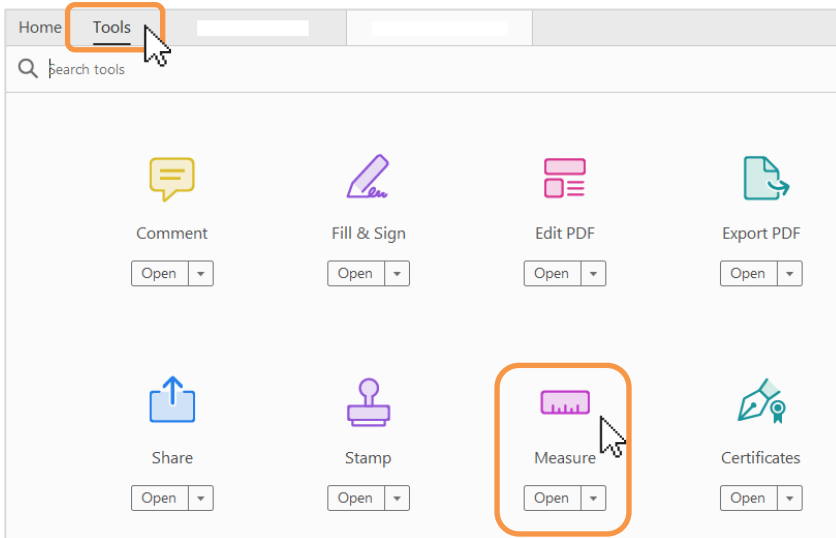 Home Tools
Search tools
Comment Fill & Sign Edit PDF Export PDF
Open Open Open Open
Share Stamp Measure Certificates
Open Open Open Open